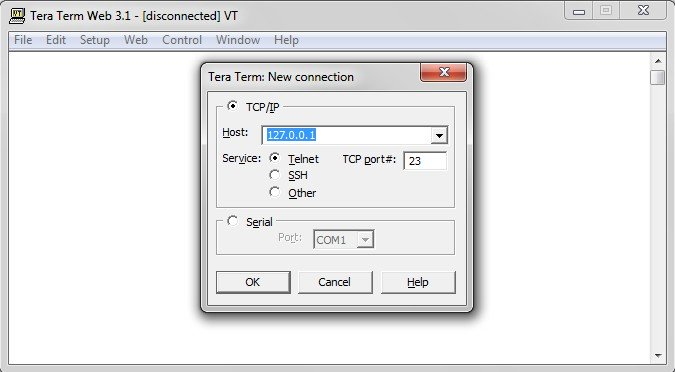 Tera Term Web 3.1 - [disconnected] VT
File Edit Setup Web Control Window Help
Tera Term: New connection
TCP/IP
Host: 127.0.0.1
Service: Telnet TCP port#: 23
SSH
Other
Serial
Port: COM1
OK Cancel Help